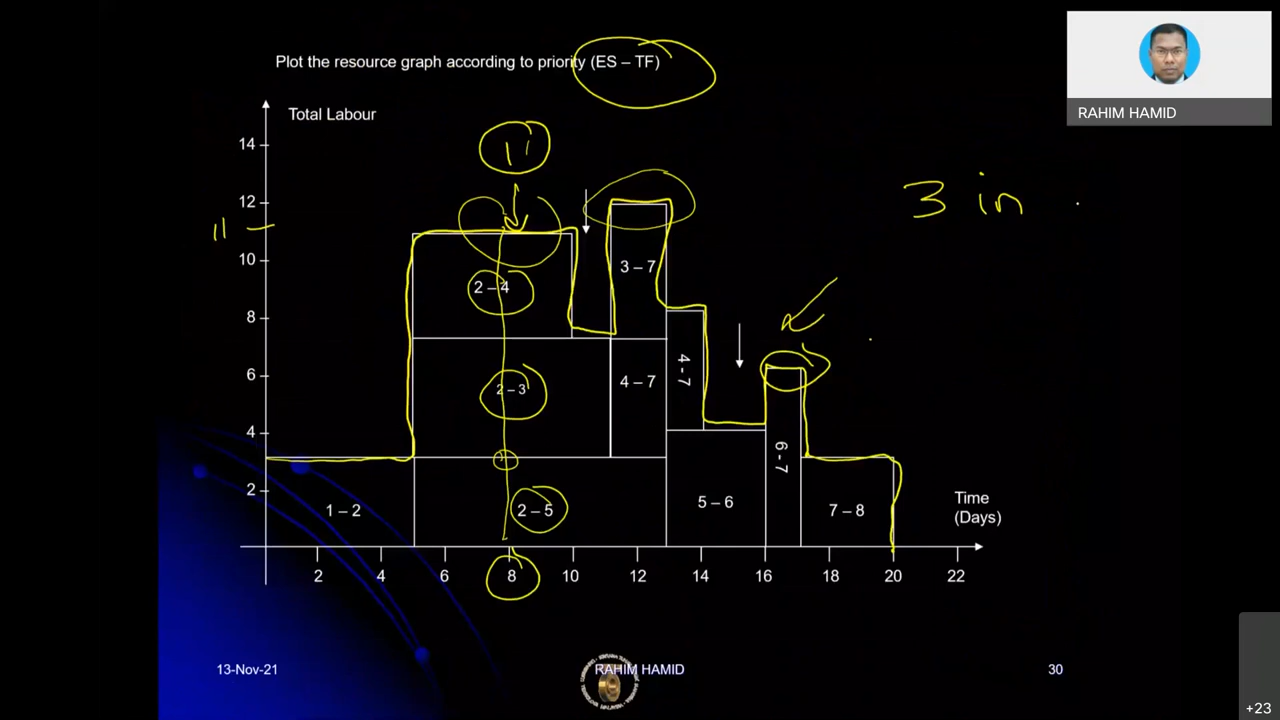 Plot the resource graph according to priority (ES – TF)
RAHIM HAMID
Total Labour
14
11
12
3 in
11
10
3 – 7
2 – 4
8
6
4 – 7
4 - 7
2 – 3
4
6 - 7
2
1 – 2
2 – 5
5 – 6
7 – 8
Time
(Days)
2 4 6 8 10 12 14 16 18 20 22
13-Nov-21
RAHIM HAMID
30
+23